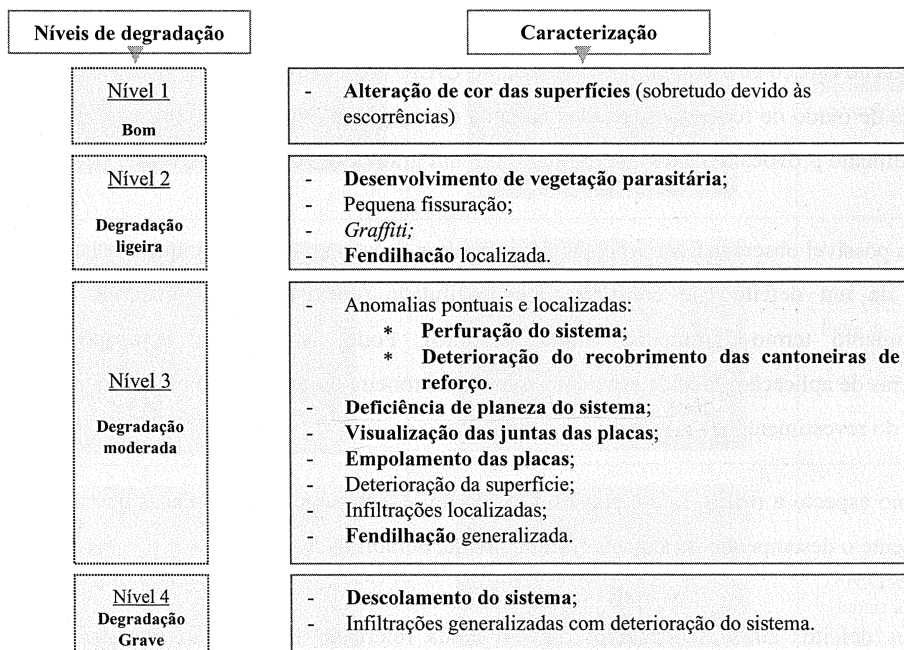 Níveis de degradação
Caracterização
Nível 1
Bom
- Alteração de cor das superfícies (sobretudo devido às
escorrências)
Nível 2
Degradação
ligeira
- Desenvolvimento de vegetação parasitária;
- Pequena fissuração;
- Graffiti;
- Fendilhacão localizada.
Nível 3
Degradação
moderada
- Anomalias pontuais e localizadas:
* Perfuração do sistema;
* Deterioração do recobrimento das cantoneiras de
reforço.
- Deficiência de planeza do sistema;
- Visualização das juntas das placas;
- Empolamento das placas;
- Deterioração da superfície;
- Infiltrações localizadas;
- Fendilhação generalizada.
Nível 4
Degradação
Grave
- Descolamento do sistema;
- Infiltrações generalizadas com deterioração do sistema.